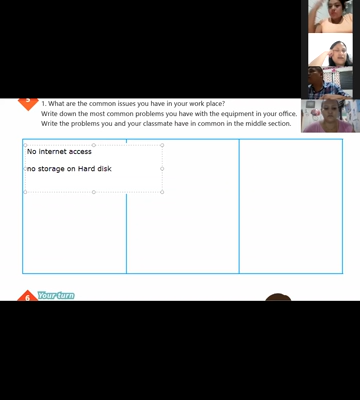 5
1. What are the common issues you have in your work place?
Write down the most common problems you have with the equipment in your office.
Write the problems you and your classmate have in common in the middle section.
No internet access
no storage on Hard disk
6
Your turn